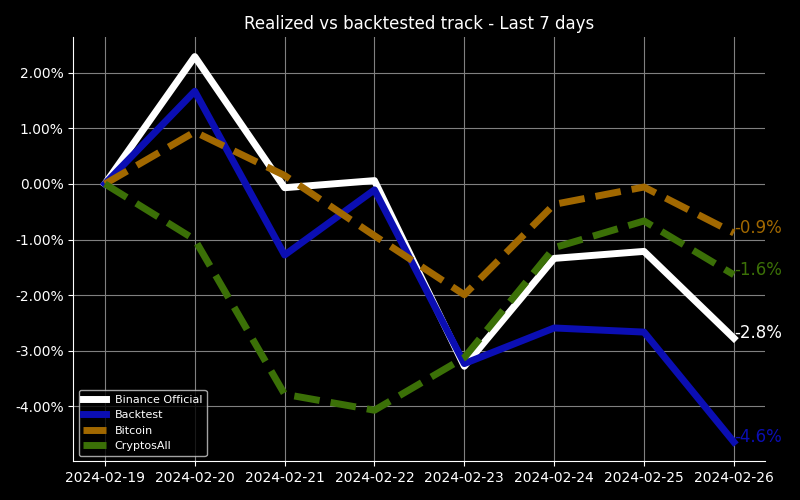 Realized vs backtested track - Last 7 days
2.00%
1.00%
0.00%
-1.00%
-2.00%
-3.00%
-4.00%
-0.9%
-1.6%
-2.8%
-4.6%
Binance Official
Backtest
Bitcoin
CryptosAll
2024-02-19 2024-02-20 2024-02-21 2024-02-22 2024-02-23 2024-02-24 2024-02-25 2024-02-26